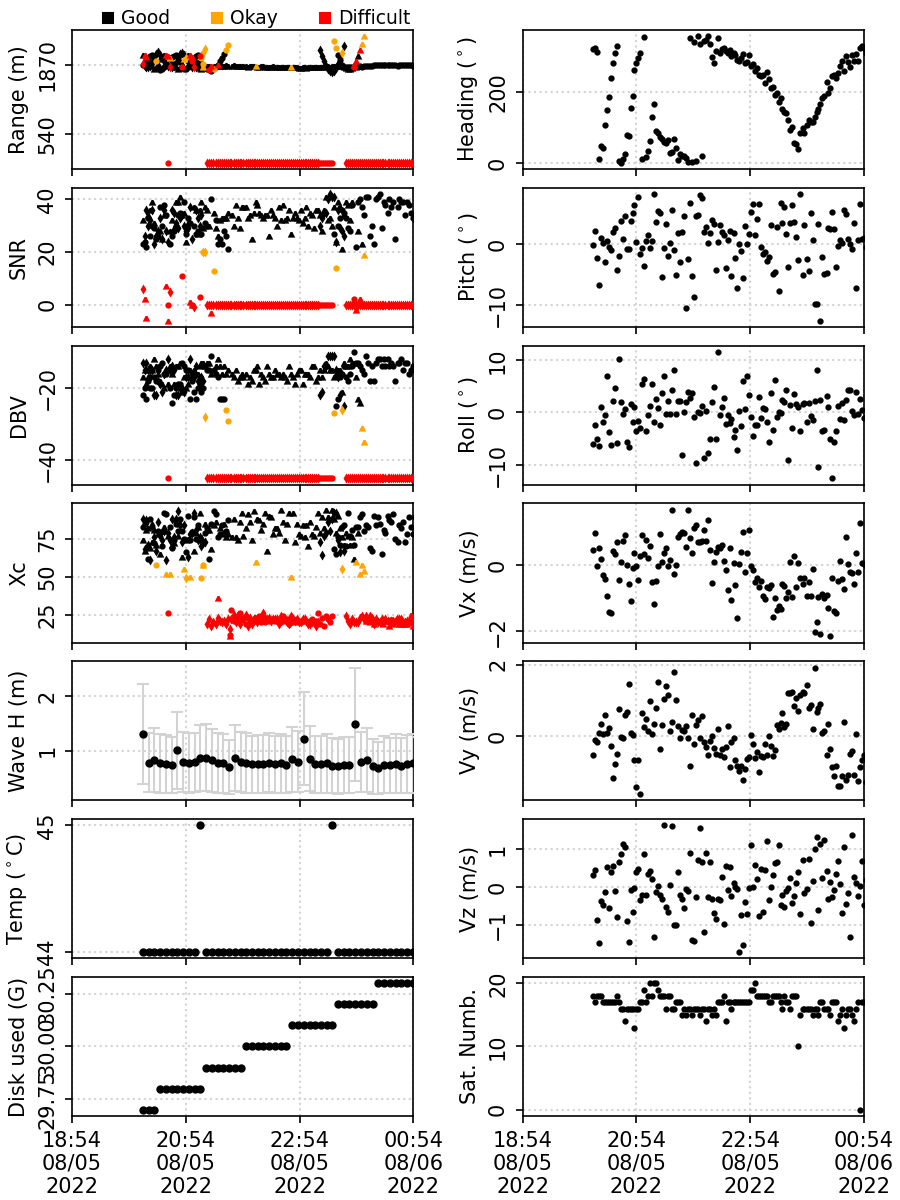 Good Okay Difficult
Range (m)
1870
540
Heading (°)
200
0
SNR
40
20
0
Pitch (°)
0
−10
DBV
−20
−40
Roll (°)
10
0
−10
Xc
75
50
25
Vx (m/s)
0
−2
Wave H (m)
2
1
Vy (m/s)
2
0
Temp (°C)
45
44
Vz (m/s)
1
0
−1
Disk used (G)
30.25
30.00
29.75
Sat. Numb.
20
10
0
18:54 20:54 22:54 00:54 18:54 20:54 22:54 00:54
08/05 08/05 08/05 08/06 08/05 08/05 08/05 08/06
2022 2022 2022 2022 2022 2022 2022 2022